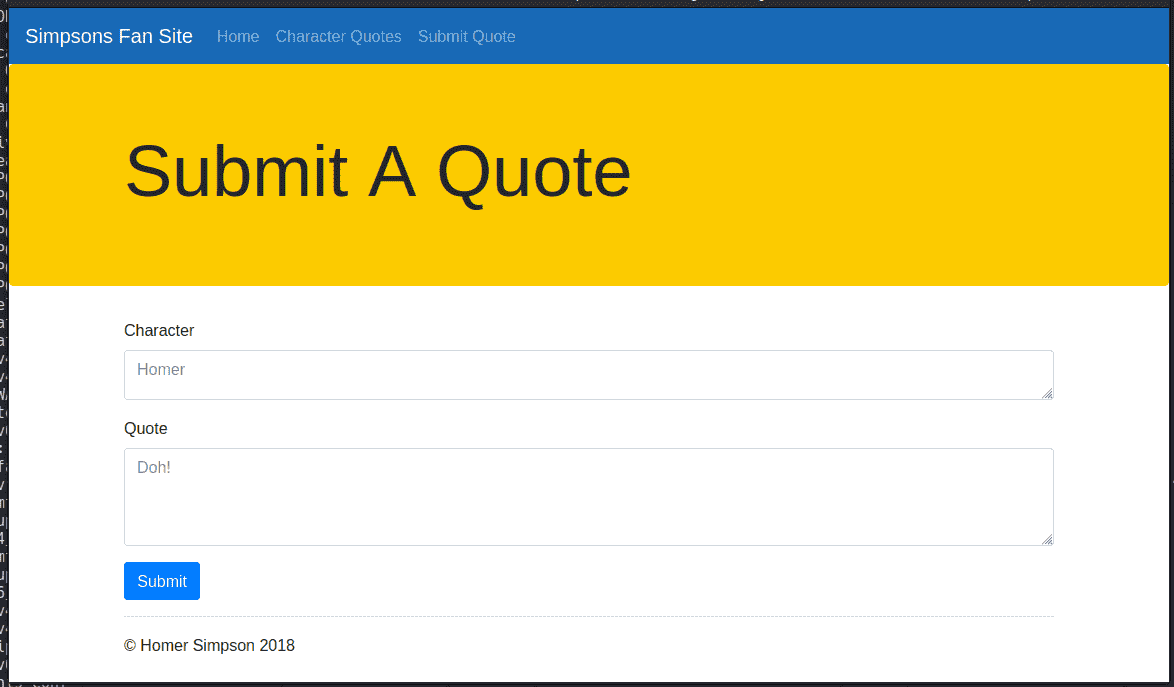 Simpsons Fan Site Home Character Quotes Submit Quote
Submit A Quote
Character
Homer
Quote
Doh!
Submit
© Homer Simpson 2018